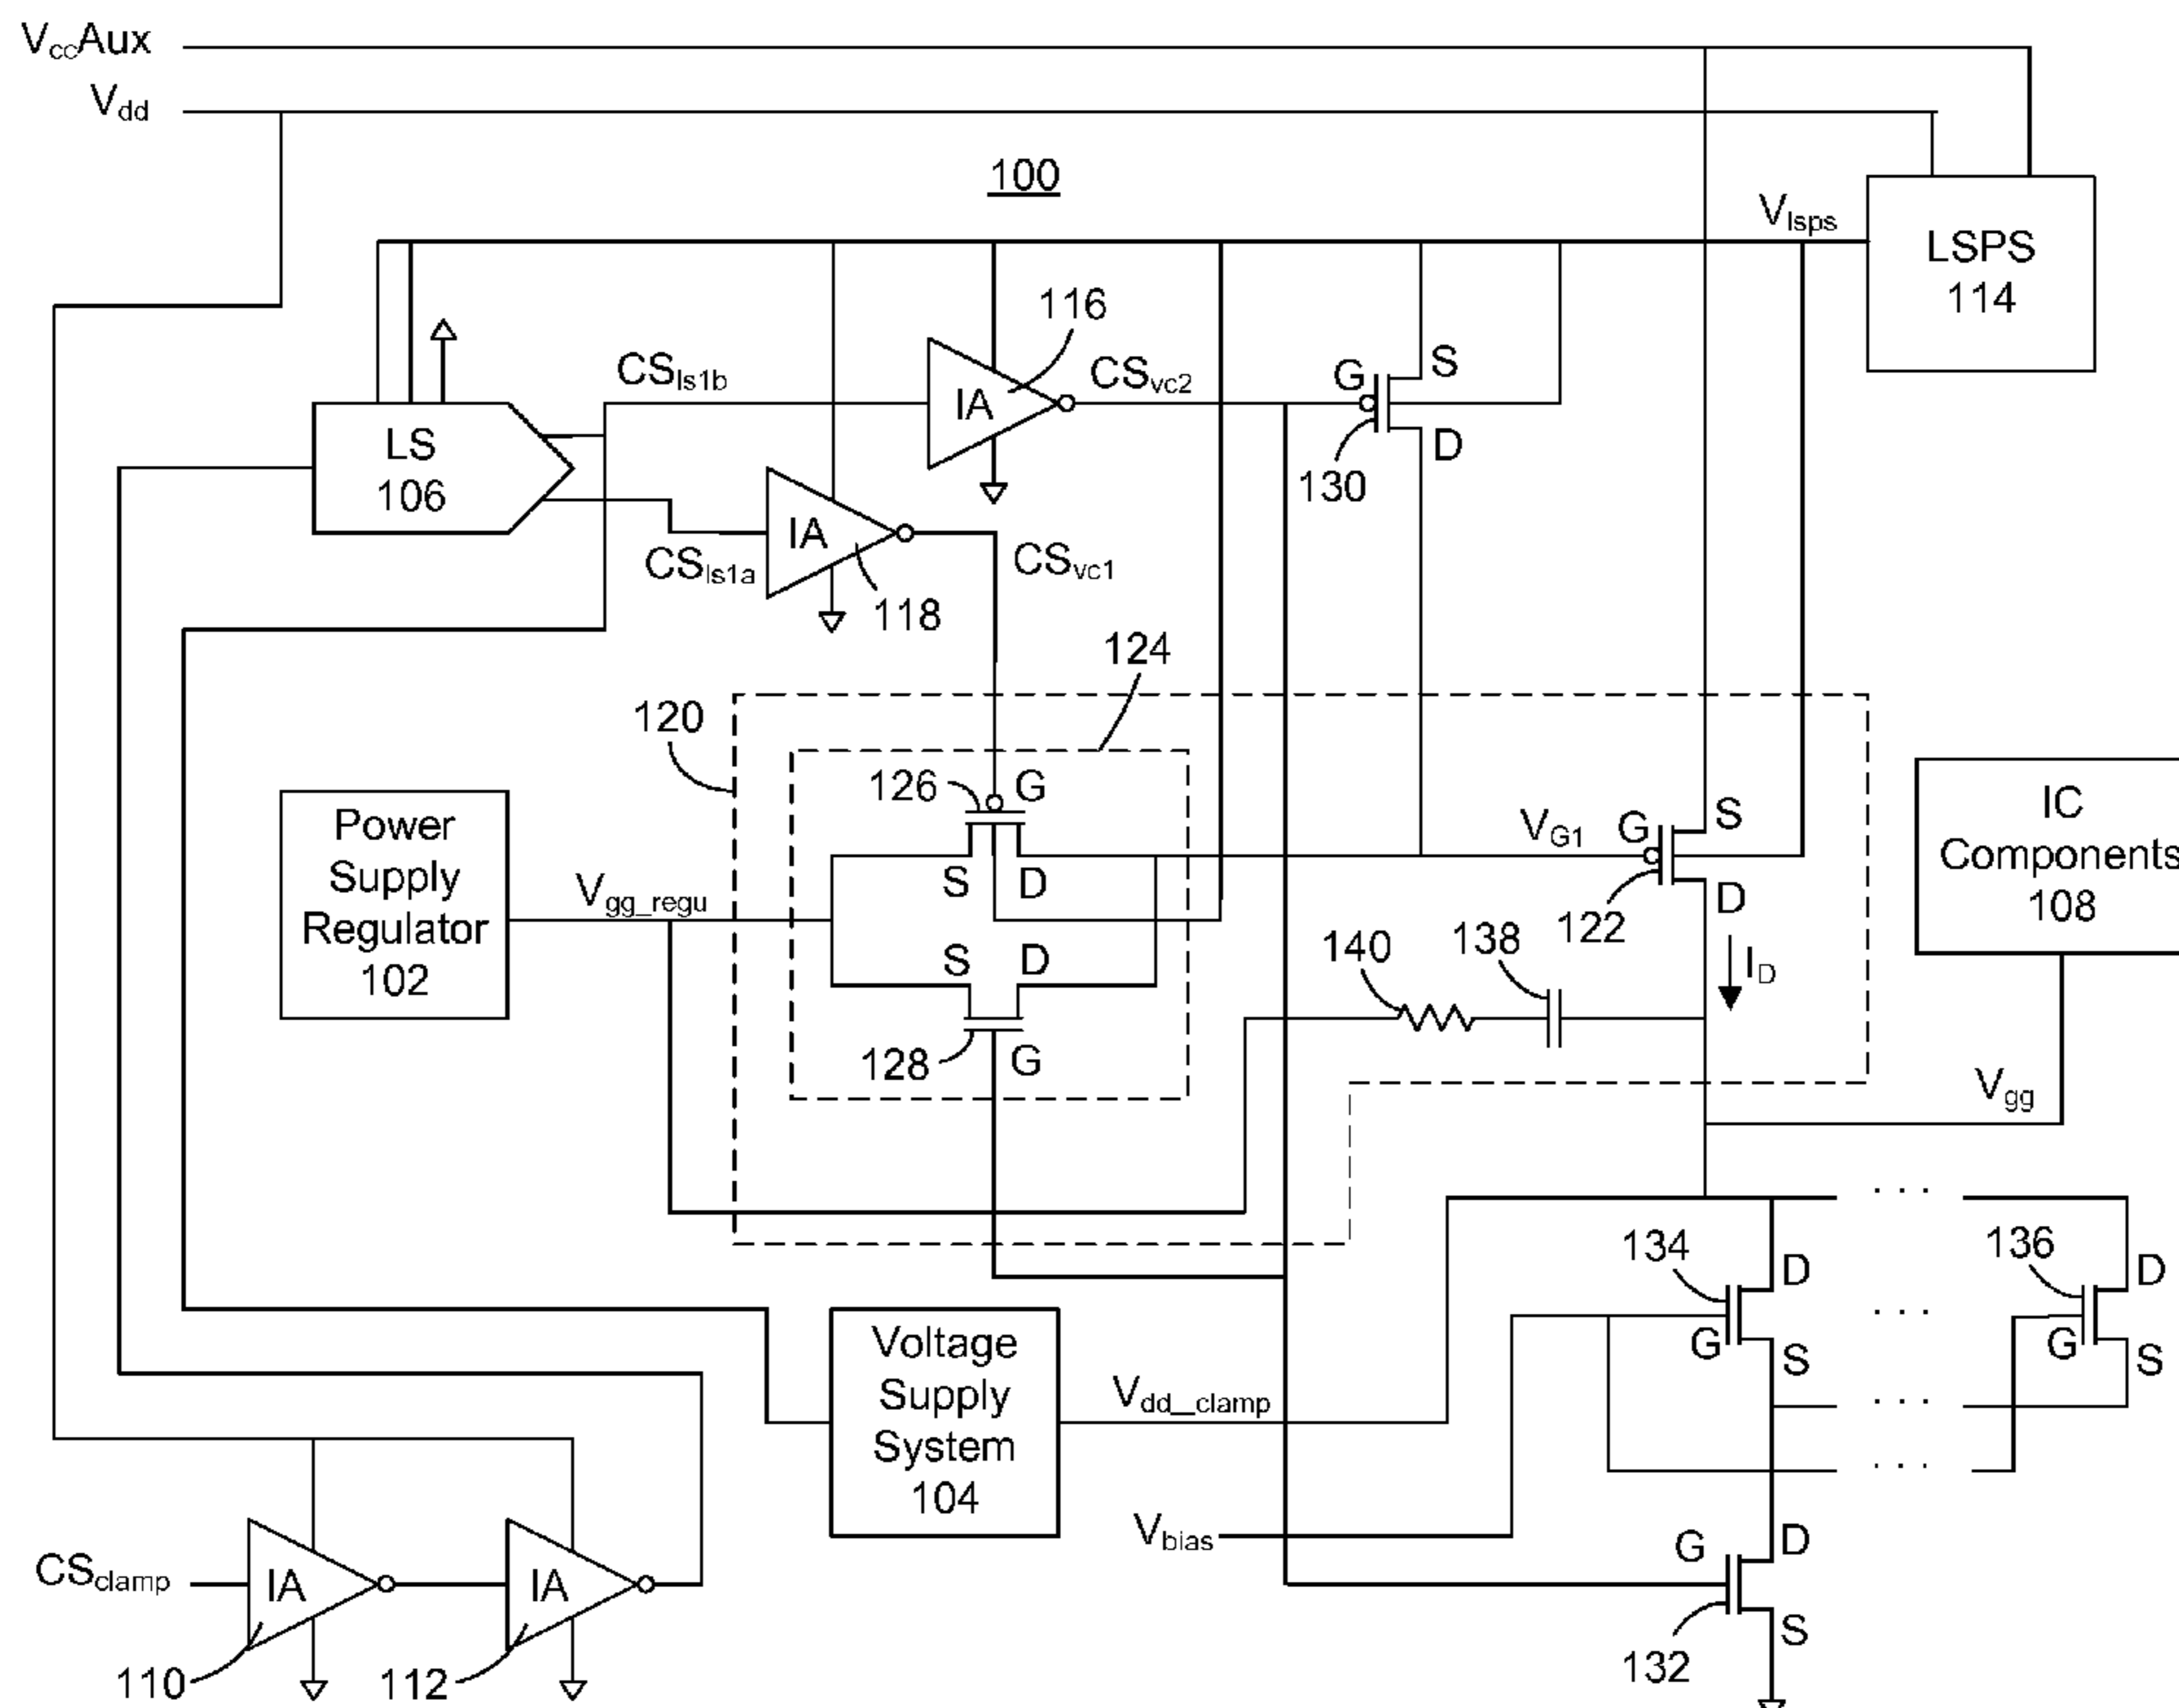 VccAux
Vdd
100
Vlsps
LSPS
114
116
CSls1b
CSvc2
IA
G
S
D
130
LS
106
IA
CSls1a
CSvc1
118
124
120
126
G
S
D
Power
Supply
Regulator
102
Vgg_regu
S
D
128
G
VG1
G
S
D
122
ID
140
138
IC
Components
108
Vgg
134
D
G
S
. . .
. . .
. . .
. . .
136
D
G
S
Voltage
Supply
System
104
Vdd_clamp
Vbias
G
D
S
132
CSclamp
IA
IA
110
112